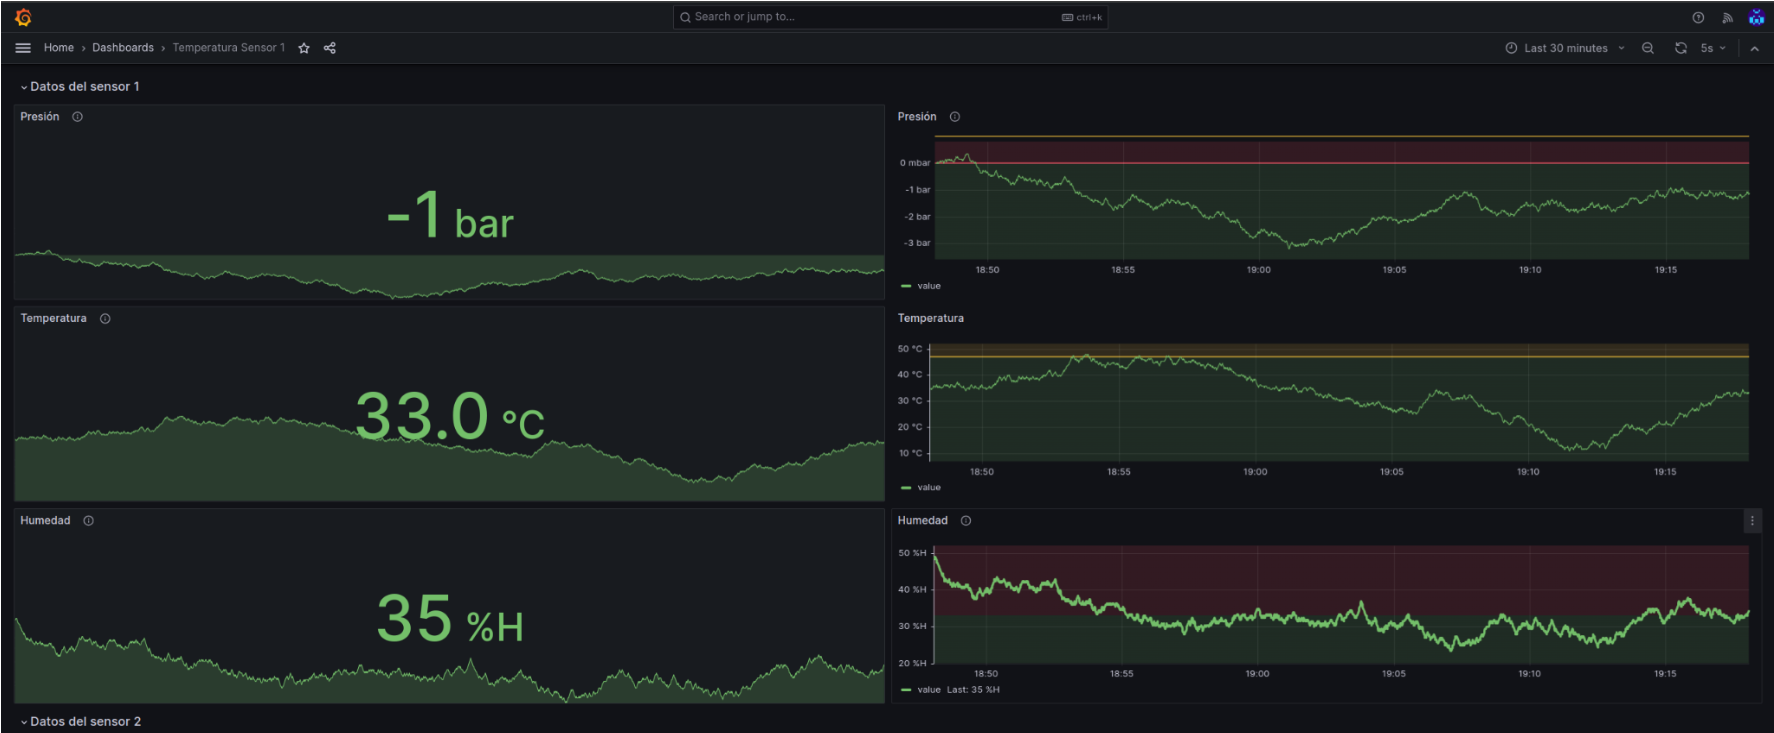 Search or jump to... ctrl+k
Home › Dashboards › Temperatura Sensor 1
Last 30 minutes 5s
Datos del sensor 1
Presión
-1 bar
Presión
0 mbar
-1 bar
-2 bar
-3 bar
18:50 18:55 19:00 19:05 19:10 19:15
value
Temperatura
33.0 °C
Temperatura
50 °C
40 °C
30 °C
20 °C
10 °C
18:50 18:55 19:00 19:05 19:10 19:15
value
Humedad
35 %H
Humedad
50 %H
40 %H
30 %H
20 %H
18:50 18:55 19:00 19:05 19:10 19:15
value Last: 35 %H
Datos del sensor 2